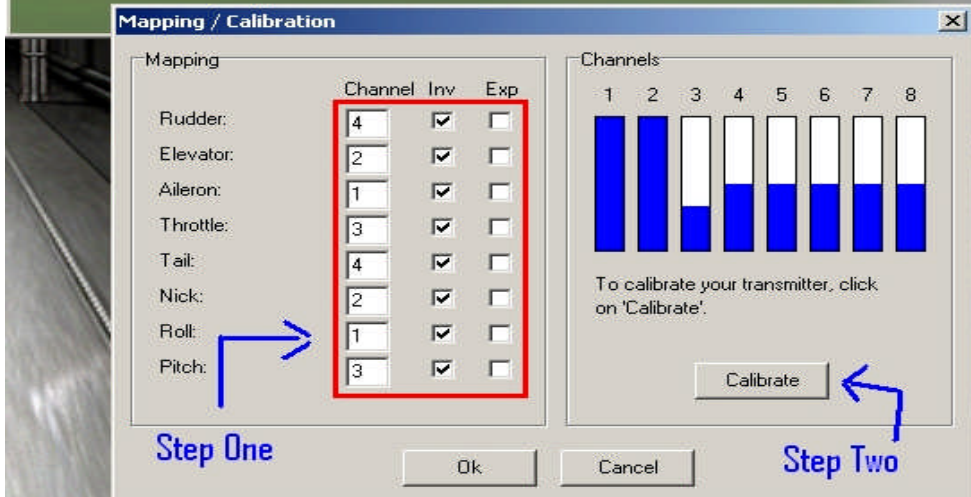 Mapping / Calibration
Mapping
Channel Inv Exp
Rudder: 4
Elevator: 2
Aileron: 1
Throttle: 3
Tail: 4
Nick: 2
Roll: 1
Pitch: 3
Step One
Channels
1 2 3 4 5 6 7 8
To calibrate your transmitter, click
on 'Calibrate'.
Calibrate
Step Two
Ok Cancel